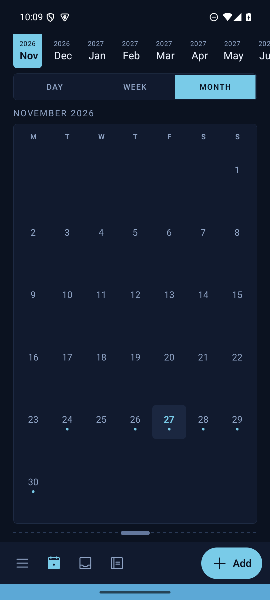 10:09
2026 2026 2027 2027 2027 2027 2027 202
Nov Dec Jan Feb Mar Apr May Ju
DAY WEEK MONTH
NOVEMBER 2026
M T W T F S S
1
2 3 4 5 6 7 8
9 10 11 12 13 14 15
16 17 18 19 20 21 22
23 24 25 26 27 28 29
30
Add